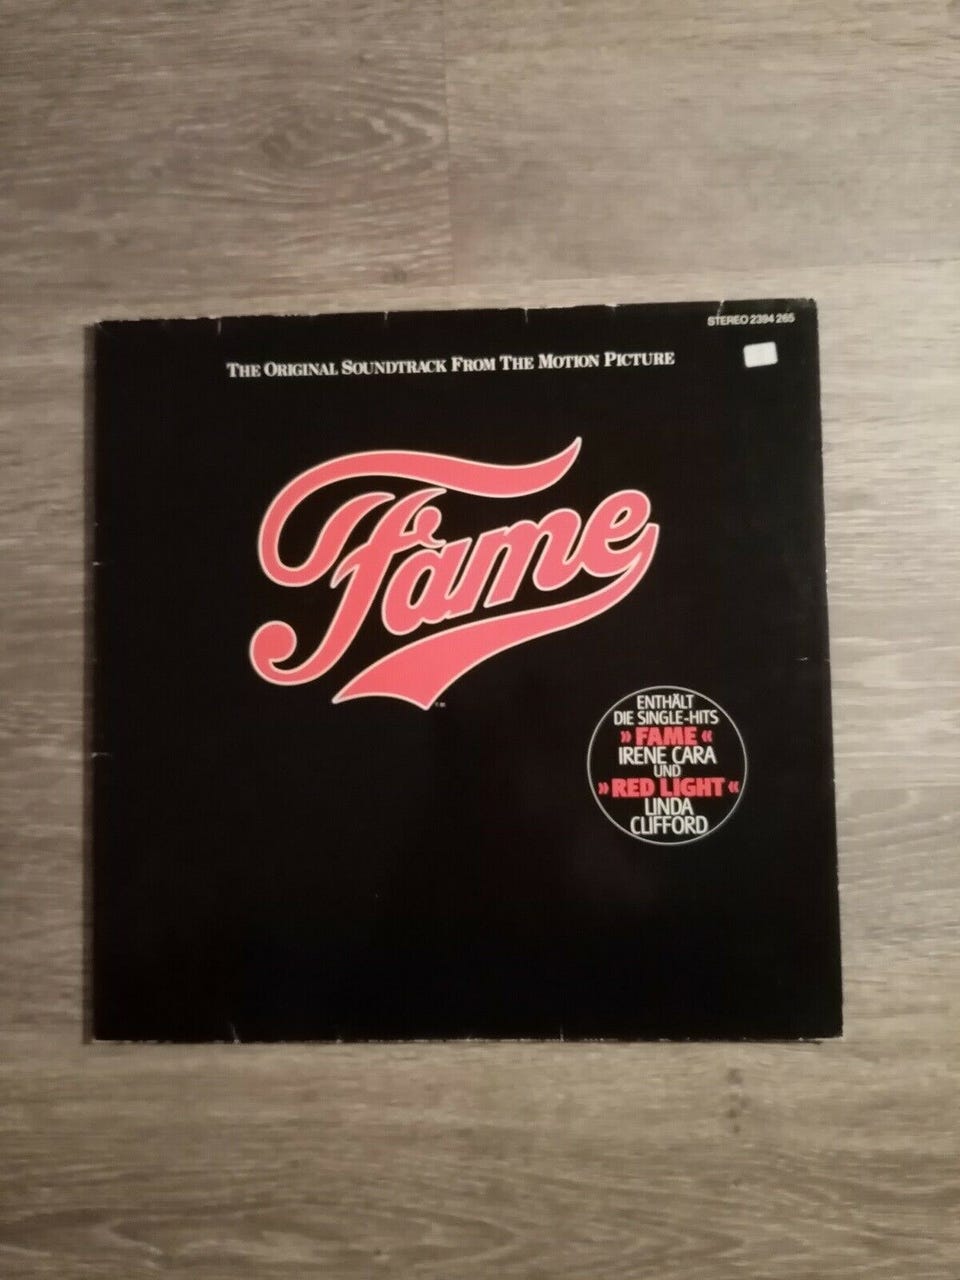 STEREO 2394 265
THE ORIGINAL SOUNDTRACK FROM THE MOTION PICTURE
Fame
ENTHÄLT
DIE SINGLE-HITS
»FAME«
IRENE CARA
UND
»RED LIGHT«
LINDA
CLIFFORD